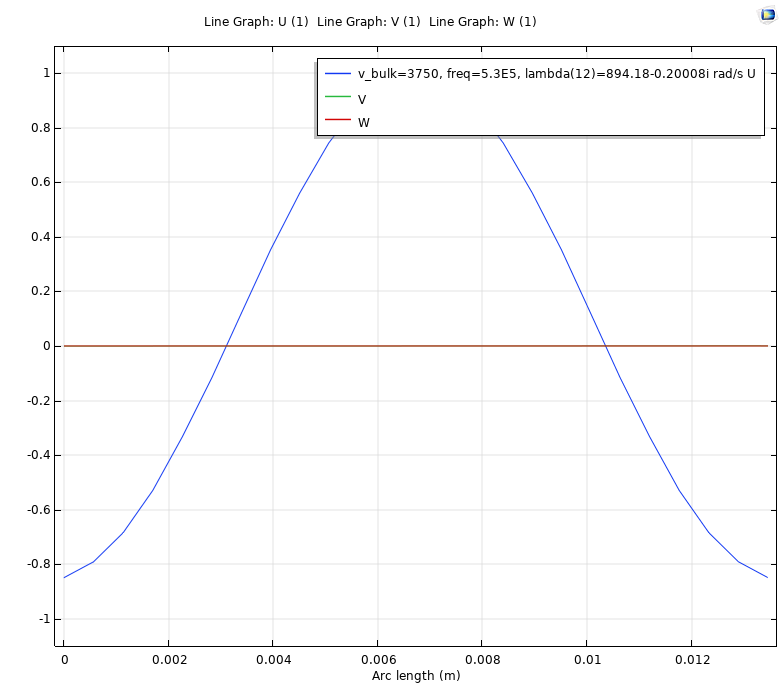 Line Graph: U (1)  Line Graph: V (1)  Line Graph: W (1)
v_bulk=3750, freq=5.3E5, lambda(12)=894.18-0.20008i rad/s U
V
W
1
0.8
0.6
0.4
0.2
0
-0.2
-0.4
-0.6
-0.8
-1
0 0.002 0.004 0.006 0.008 0.01 0.012
Arc length (m)